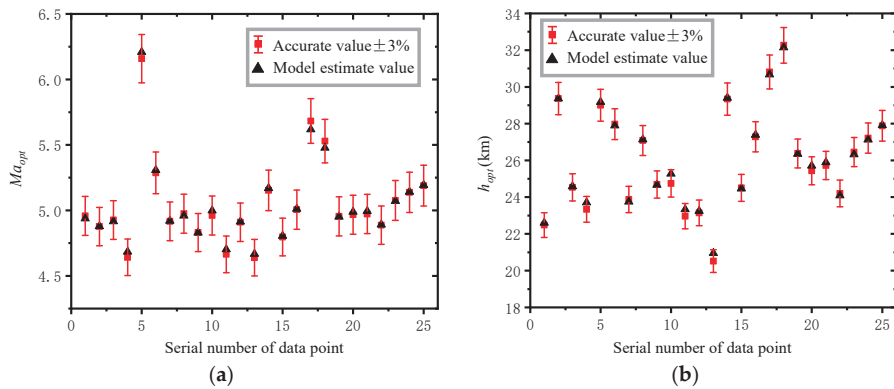 6.5
6.0
5.5
5.0
4.5
0 5 10 15 20 25
Ma_opt
Accurate value±3%
Model estimate value
Serial number of data point
(a)
34
32
30
28
26
24
22
20
18
0 5 10 15 20 25
h_opt(km)
Accurate value±3%
Model estimate value
Serial number of data point
(b)